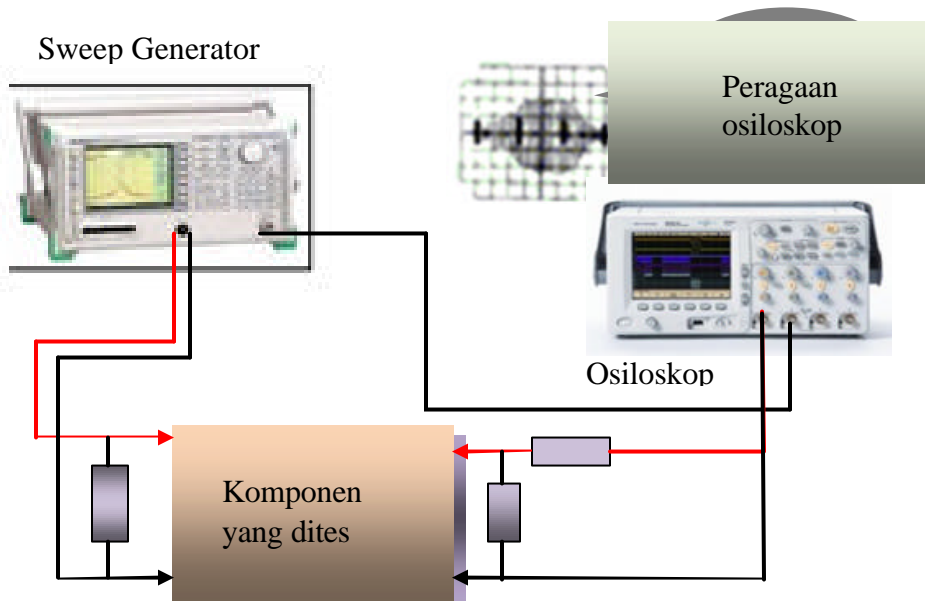 Sweep Generator
Peragaan
osiloskop
Osiloskop
Komponen
yang dites